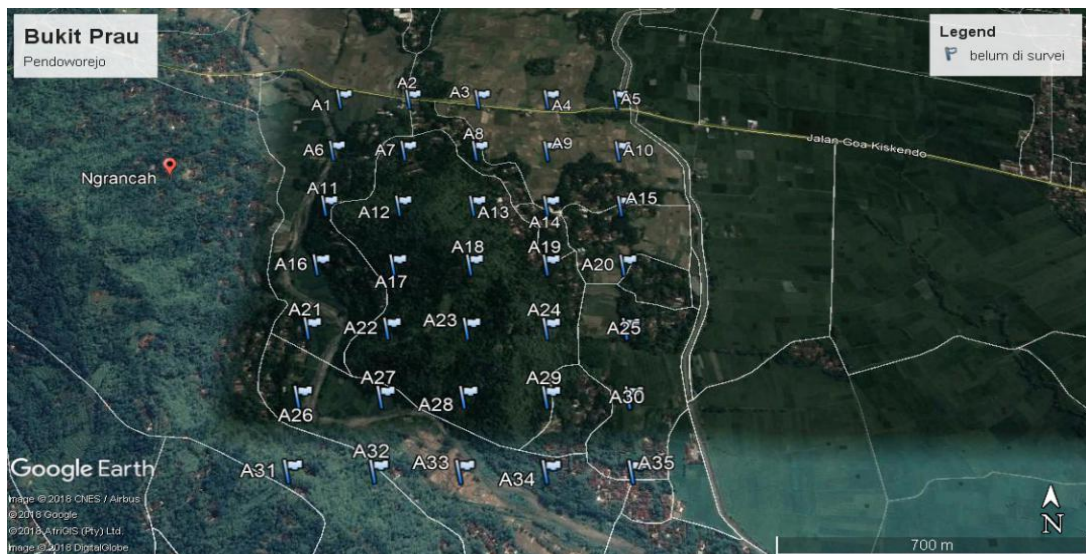 Bukit Prau
Pendoworejo
Legend
belum di survei
A1
A2
A3
A4
A5
Jalan Goa Kiskendo
A6
A7
A8
A9
A10
Ngrancah
A11
A12
A13
A14
A15
A16
A17
A18
A19
A20
A21
A22
A23
A24
A25
A26
A27
A28
A29
A30
A31
A32
A33
A34
A35
Google Earth
Image © 2018 CNES / Airbus
© 2018 Google
© 2018 AfriGIS (Pty) Ltd.
Image © 2018 DigitalGlobe
N
700 m